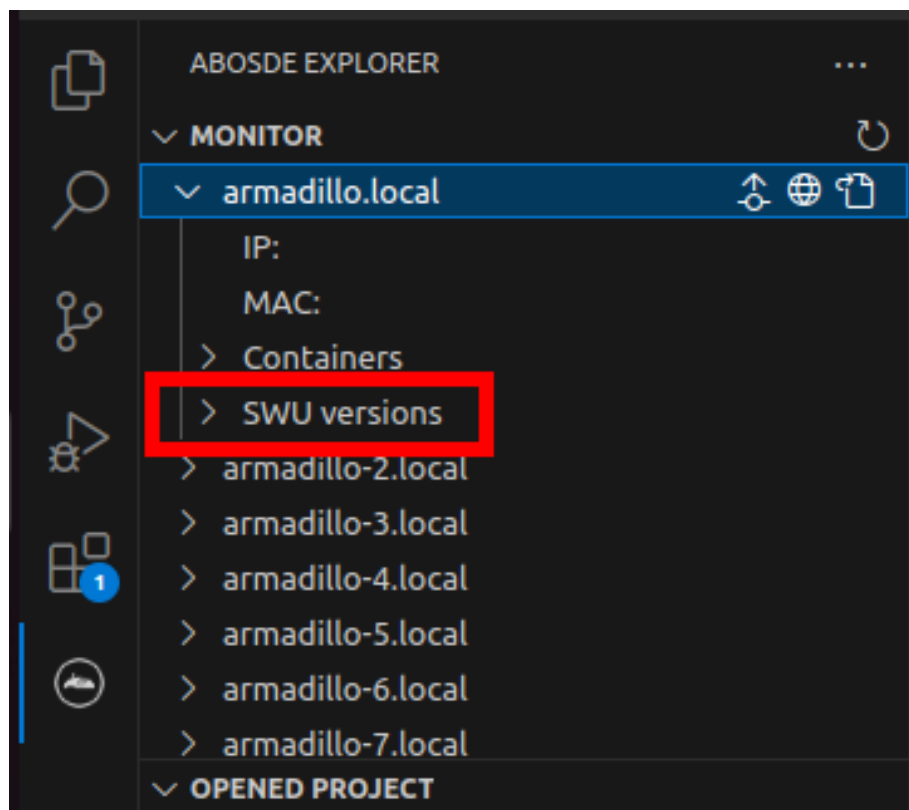 ABOSDE EXPLORER
MONITOR
armadillo.local
IP:
MAC:
Containers
SWU versions
armadillo-2.local
armadillo-3.local
armadillo-4.local
armadillo-5.local
1
armadillo-6.local
armadillo-7.local
OPENED PROJECT